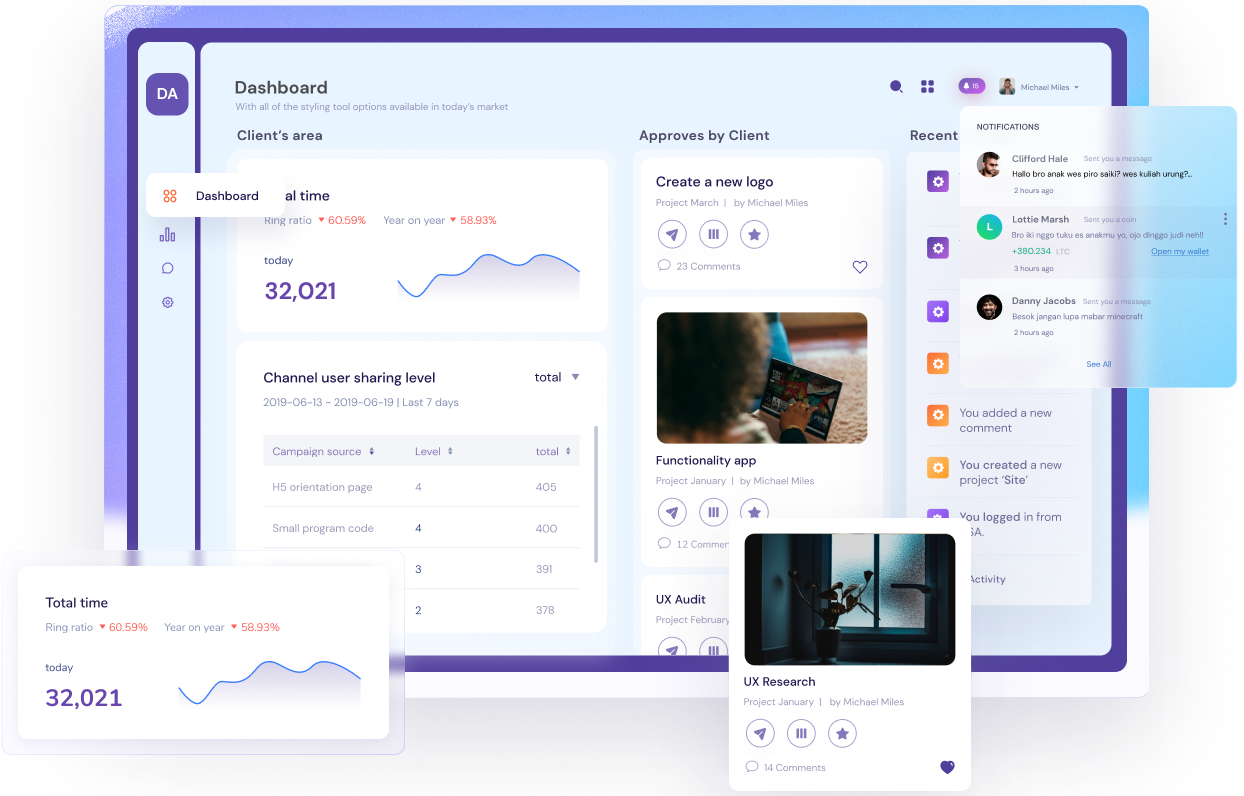 DA
Dashboard
With all of the styling tool options available in today's market
15
Michael Miles
Dashboard
Client's area
al time
Ring ratio 60.59% Year on year 58.93%
today
32,021
Channel user sharing level
total
2019-06-13 ~ 2019-06-19 | Last 7 days
Campaign source Level total
H5 orientation page 4 405
Small program code 4 400
3 391
2 378
Total time
Ring ratio 60.59% Year on year 58.93%
today
32,021
Approves by Client
Create a new logo
Project March | by Michael Miles
23 Comments
Functionality app
Project January | by Michael Miles
12 Commen
UX Audit
Project February
UX Research
Project January | by Michael Miles
14 Comments
Recent
You added a new
comment
You created a new
project ‘Site’
You logged in from
SA.
Activity
NOTIFICATIONS
Clifford Hale Sent you a message
Hallo bro anak wes piro saiki? wes kuliah urung?...
2 hours ago
L
Lottie Marsh Sent you a coin
Bro iki nggo tuku es anakmu yo, ojo dinggo judi neh!!
+380.234 LTC
Open my wallet
3 hours ago
Danny Jacobs Sent you a message
Besok jangan lupa mabar minecraft
2 hours ago
See All